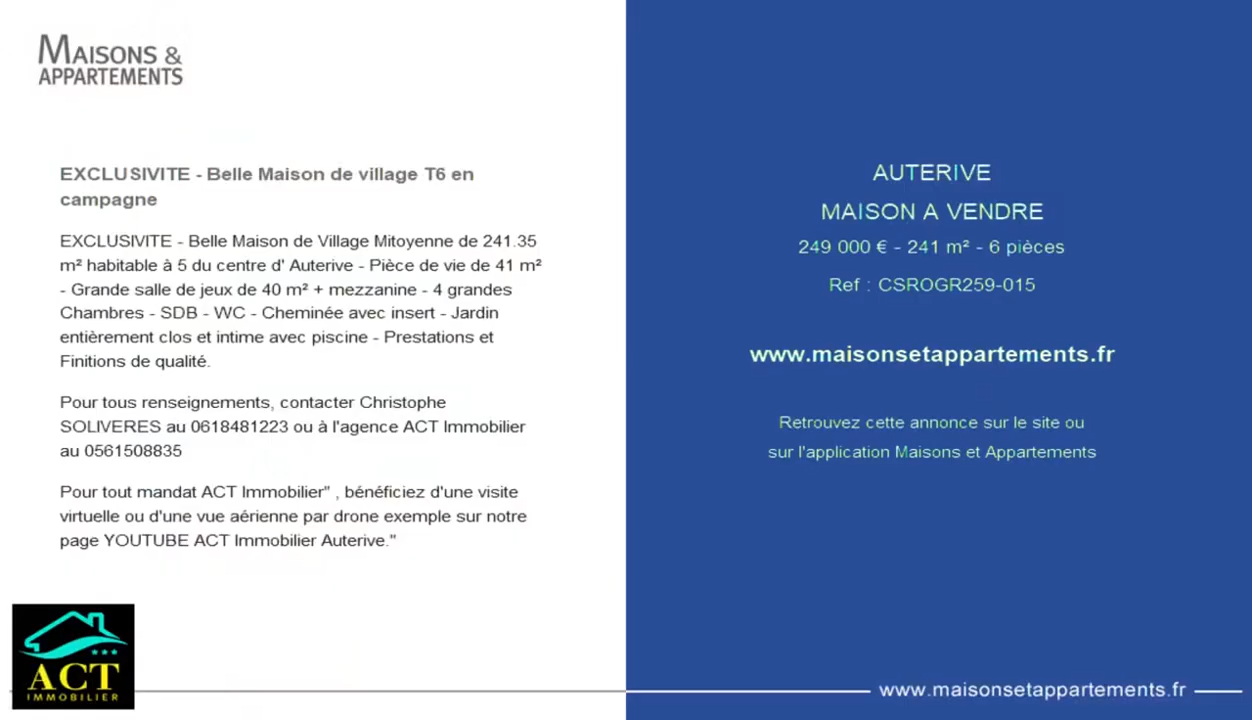 MAISONS &
APPARTEMENTS
EXCLUSIVITE - Belle Maison de village T6 en
campagne
EXCLUSIVITE - Belle Maison de Village Mitoyenne de 241.35
m² habitable à 5 du centre d' Auterive - Pièce de vie de 41 m²
- Grande salle de jeux de 40 m² + mezzanine - 4 grandes
Chambres - SDB - WC - Cheminée avec insert - Jardin
entièrement clos et intime avec piscine - Prestations et
Finitions de qualité.
Pour tous renseignements, contacter Christophe
SOLIVERES au 0618481223 ou à l'agence ACT Immobilier
au 0561508835
Pour tout mandat ACT Immobilier" , bénéficiez d'une visite
virtuelle ou d'une vue aérienne par drone exemple sur notre
page YOUTUBE ACT Immobilier Auterive."
ACT
IMMOBILIER
AUTERIVE
MAISON A VENDRE
249 000 € - 241 m² - 6 pièces
Ref : CSROGR259-015
www.maisonsetappartements.fr
Retrouvez cette annonce sur le site ou
sur l'application Maisons et Appartements
www.maisonsetappartements.fr